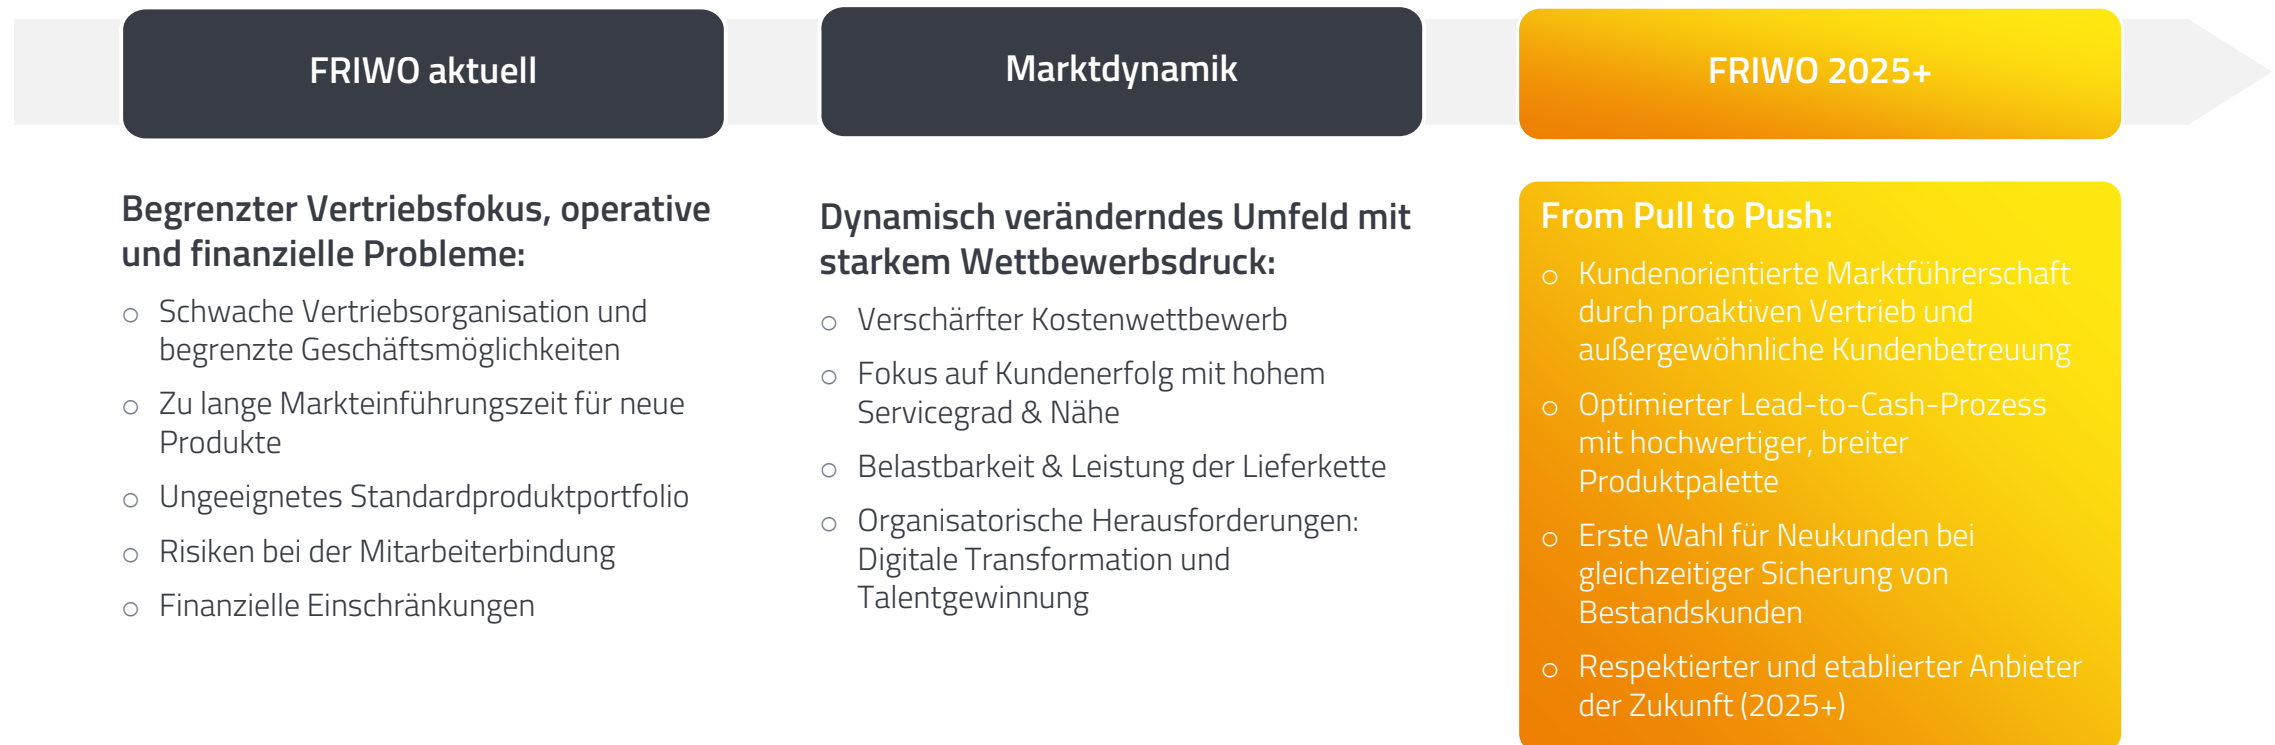 FRIWO aktuell
Begrenzter Vertriebsfokus, operative
und finanzielle Probleme:
Schwache Vertriebsorganisation und
begrenzte Geschäftsmöglichkeiten
Zu lange Markteinführungszeit für neue
Produkte
Ungeeignetes Standardproduktportfolio
Risiken bei der Mitarbeiterbindung
Finanzielle Einschränkungen
Marktdynamik
Dynamisch veränderndes Umfeld mit
starkem Wettbewerbsdruck:
Verschärfter Kostenwettbewerb
Fokus auf Kundenerfolg mit hohem
Servicegrad & Nähe
Belastbarkeit & Leistung der Lieferkette
Organisatorische Herausforderungen:
Digitale Transformation und
Talentgewinnung
FRIWO 2025+
From Pull to Push:
Kundenorientierte Marktführerschaft
durch proaktiven Vertrieb und
außergewöhnliche Kundenbetreuung
Optimierter Lead-to-Cash-Prozess
mit hochwertiger, breiter
Produktpalette
Erste Wahl für Neukunden bei
gleichzeitiger Sicherung von
Bestandskunden
Respektierter und etablierter Anbieter
der Zukunft (2025+)